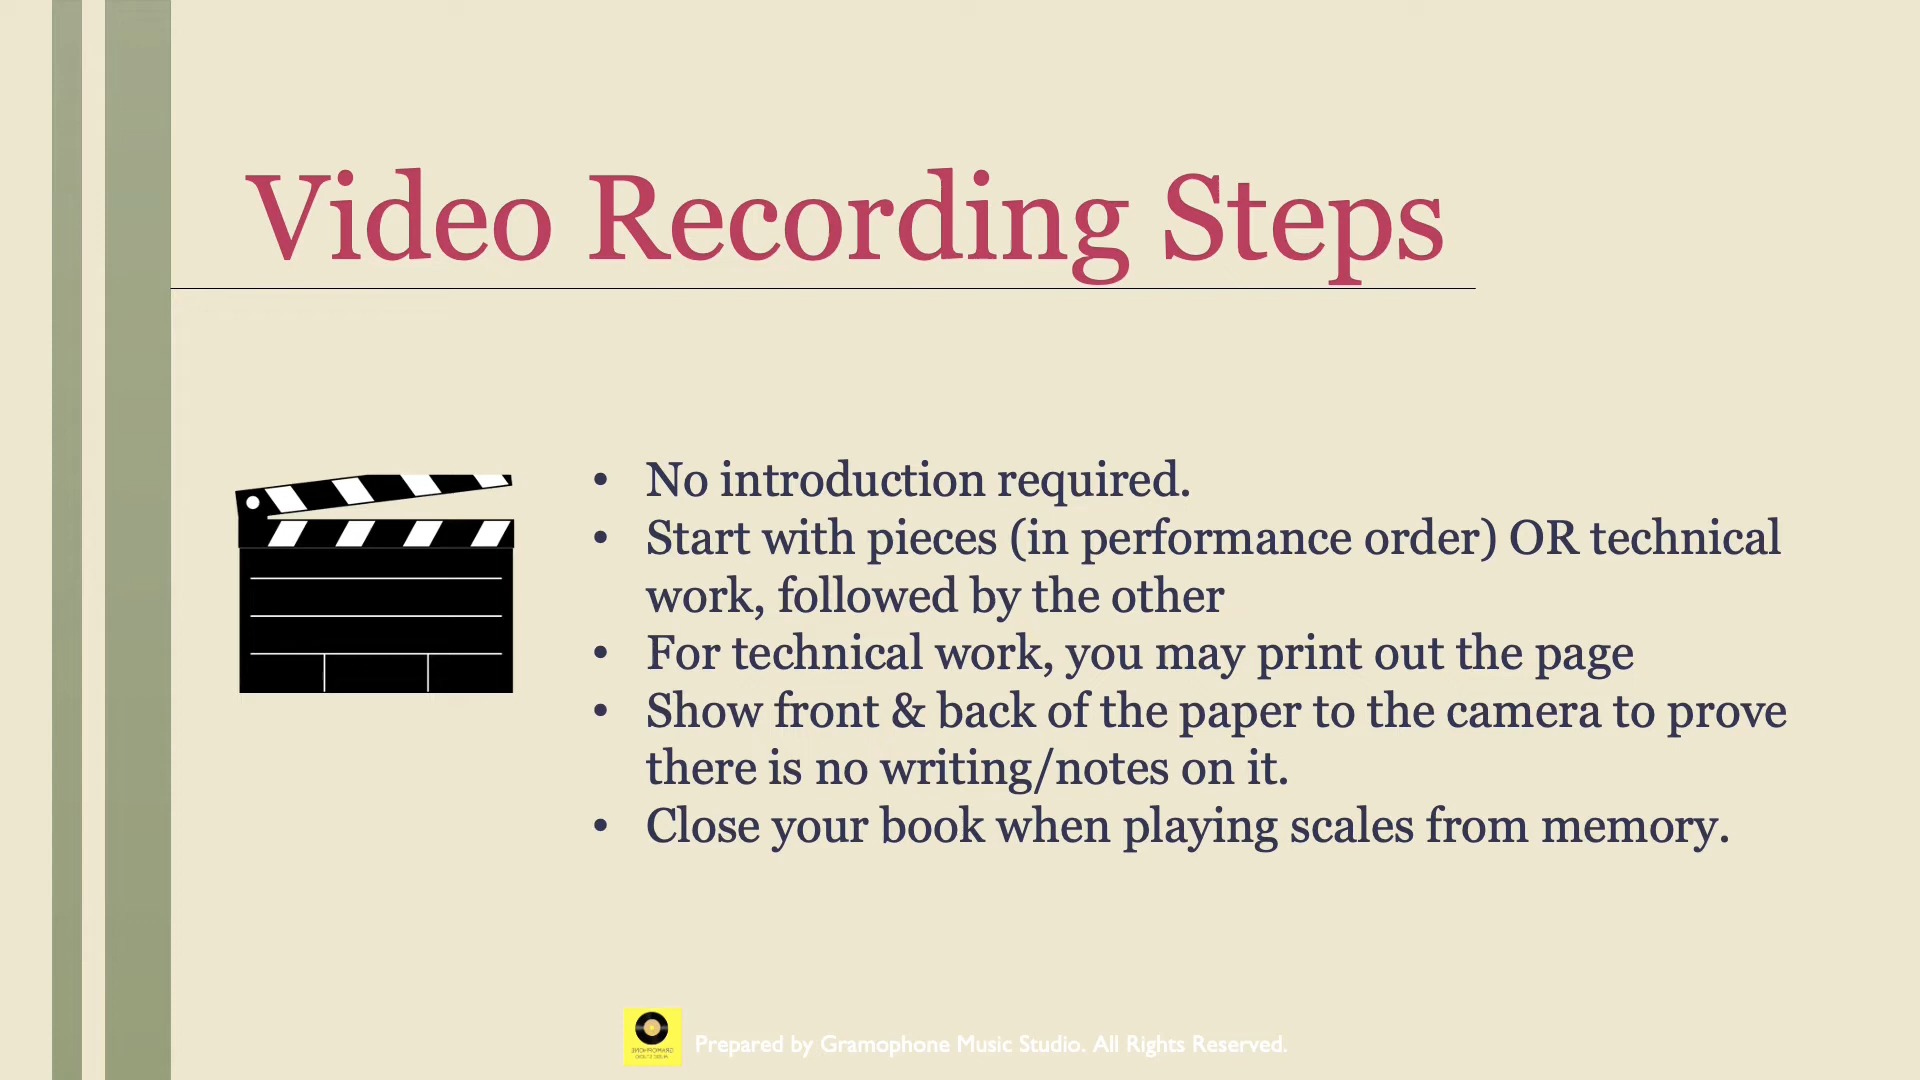 Video Recording Steps
• No introduction required.
• Start with pieces (in performance order) OR technical
work, followed by the other
• For technical work, you may print out the page
• Show front & back of the paper to the camera to prove
there is no writing/notes on it.
• Close your book when playing scales from memory.
Prepared by Gramophone Music Studio. All Rights Reserved.